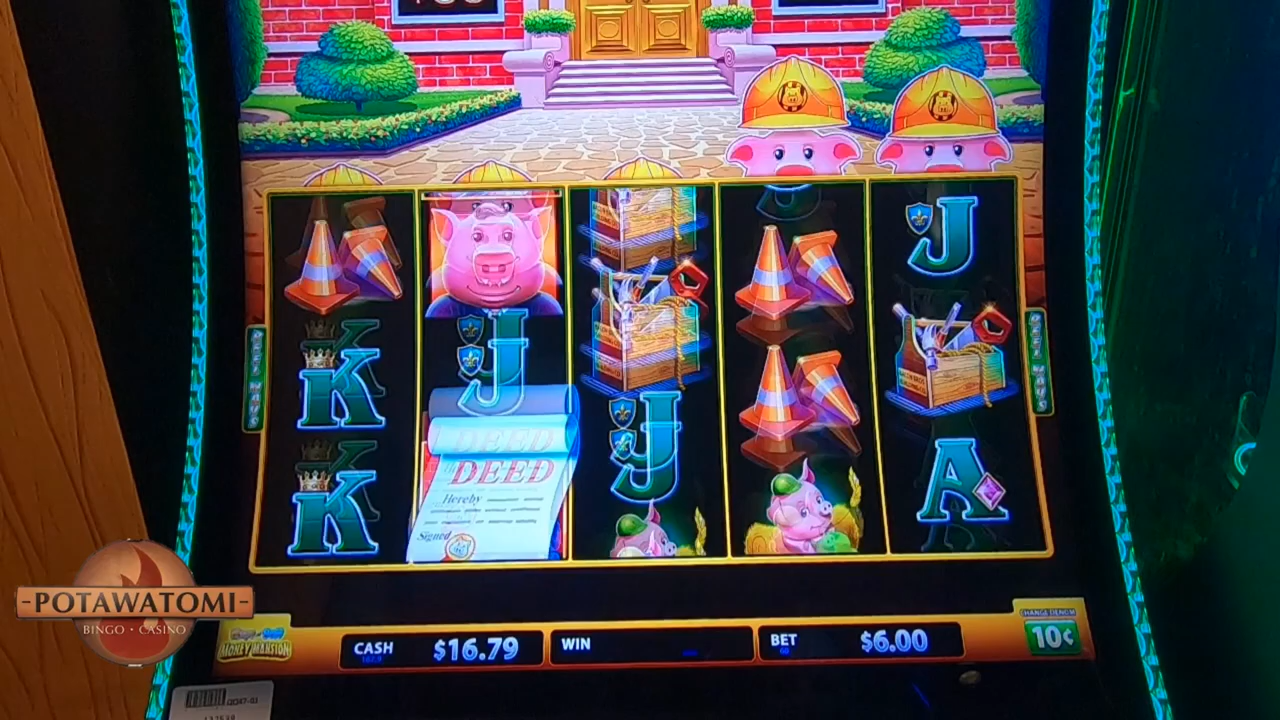 K
K
J
DEED
DEED
Hereby
Signed
J
J
A
-POTAWATOMI-
BINGO • CASINO
MONEY MANSION
CASH $16.79
WIN
BET $6.00
60
CHANGE DENOM
10¢